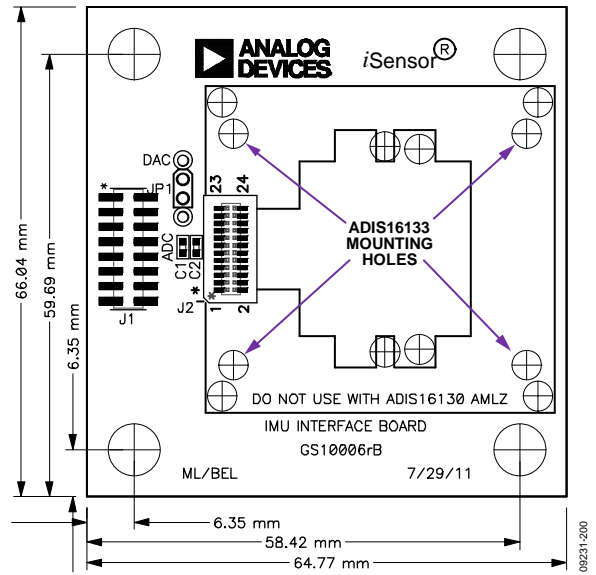 ANALOG
DEVICES
iSensor®
DAC
JP1
*
23
24
ADC
C1
C2
ADIS16133
MOUNTING
HOLES
66.04 mm
59.69 mm
6.35 mm
J1
J2
*
*
1
2
DO NOT USE WITH ADIS16130 AMLZ
IMU INTERFACE BOARD
GS10006rB
ML/BEL
7/29/11
6.35 mm
58.42 mm
64.77 mm
09231-200